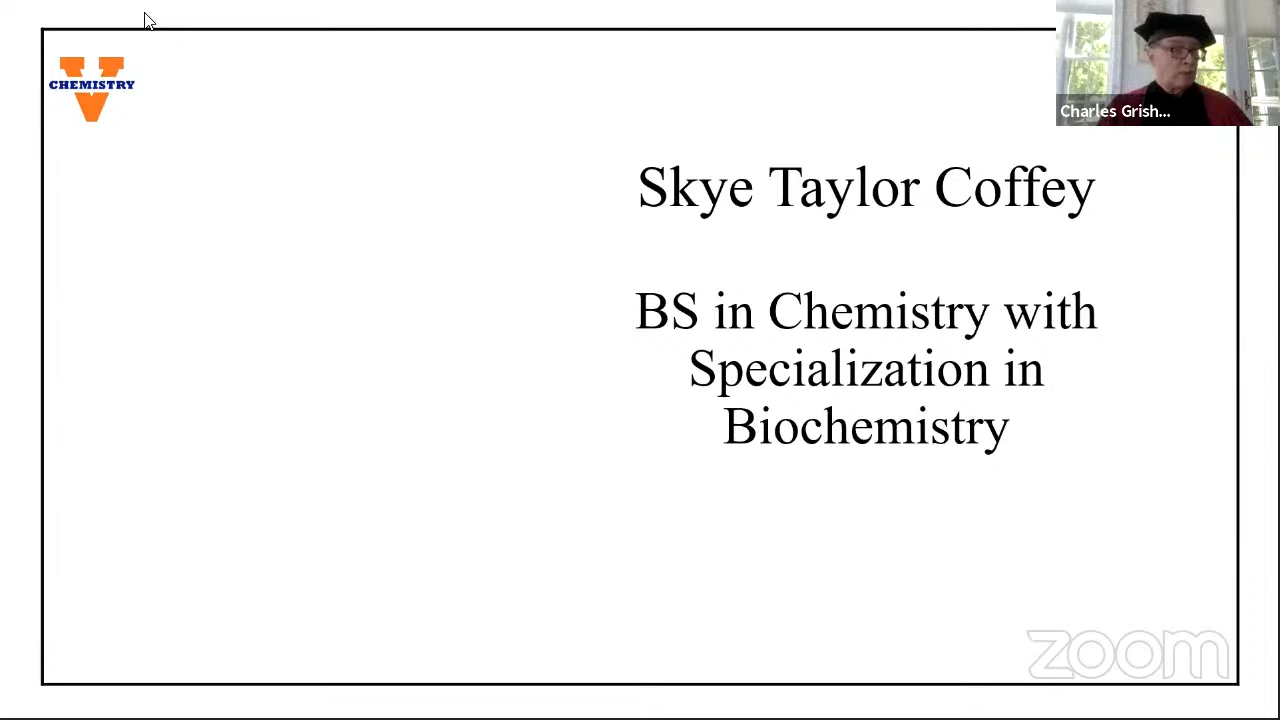 CHEMISTRY
Charles Grish...
Skye Taylor Coffey
BS in Chemistry with
Specialization in
Biochemistry
zoom